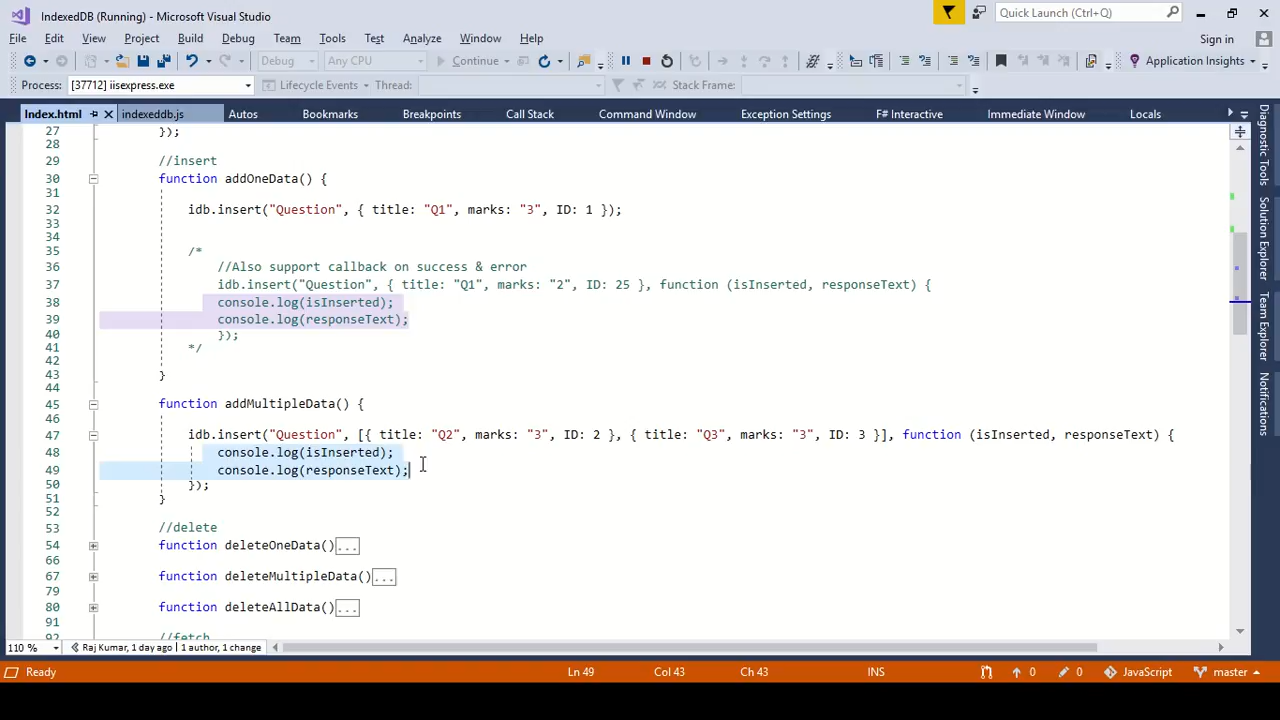 IndexedDB (Running) - Microsoft Visual Studio
Quick Launch (Ctrl+Q)
File Edit View Project Build Debug Team Tools Test Analyze Window Help
Sign in
Debug Any CPU Continue Application Insights
Process: [37712] iisexpress.exe Lifecycle Events Thread: Stack Frame:
Index.html indexeddb.js Autos Bookmarks Breakpoints Call Stack Command Window Exception Settings F# Interactive Immediate Window Locals
27 });
28
29 //insert
30 function addOneData() {
31
32 idb.insert("Question", { title: "Q1", marks: "3", ID: 1 });
33
34
35 /*
36 //Also support callback on success & error
37 idb.insert("Question", { title: "Q1", marks: "2", ID: 25 }, function (isInserted, responseText) {
38 console.log(isInserted);
39 console.log(responseText);
40 });
41 */
42
43 }
44
45 function addMultipleData() {
46
47 idb.insert("Question", [{ title: "Q2", marks: "3", ID: 2 }, { title: "Q3", marks: "3", ID: 3 }], function (isInserted, responseText) {
48 console.log(isInserted);
49 console.log(responseText);
50 });
51 }
52
53 //delete
54 function deleteOneData()...
66
67 function deleteMultipleData()...
79
80 function deleteAllData()...
91
92 //fetch
110 % Raj Kumar, 1 day ago | 1 author, 1 change
Ready Ln 49 Col 43 Ch 43 INS 0 0 JavaScript master
Diagnostic Tools
Solution Explorer
Team Explorer
Notifications